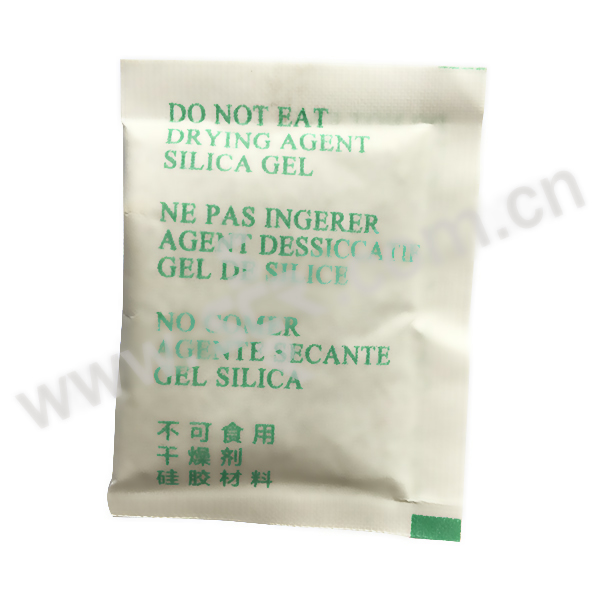 DO NOT EAT
DRYING AGENT
SILICA GEL
NE PAS INGERER
AGENT DESSICCATIF
GEL DE SILICE
NO COMER
AGENTE SECANTE
GEL SILICA
不可食用
干燥剂
硅胶材料